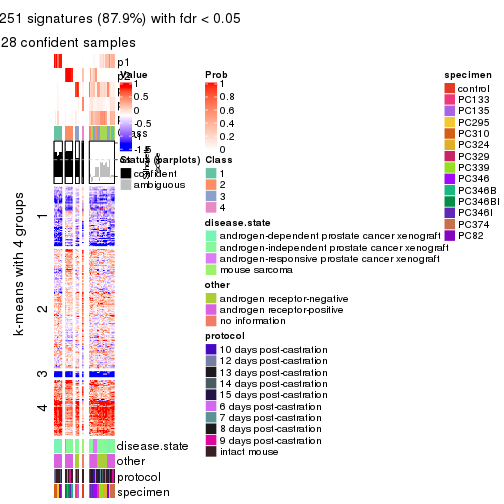 251 signatures (87.9%) with fdr < 0.05
28 confident samples
p1
p2
Value
1
0.5
0
-0.5
-1
Status (barplots)
confident
ambiguous
Prob
1
0.8
0.6
0.4
0.2
0
Class
1
2
3
4
disease.state
androgen-dependent prostate cancer xenograft
androgen-independent prostate cancer xenograft
androgen-responsive prostate cancer xenograft
mouse sarcoma
other
androgen receptor-negative
androgen receptor-positive
no information
protocol
10 days post-castration
12 days post-castration
13 days post-castration
14 days post-castration
15 days post-castration
6 days post-castration
7 days post-castration
8 days post-castration
9 days post-castration
intact mouse
specimen
control
PC133
PC135
PC295
PC310
PC324
PC329
PC339
PC346
PC346B
PC346BI
PC346I
PC374
PC82
k-means with 4 groups
1
2
3
4
disease.state
other
protocol
specimen